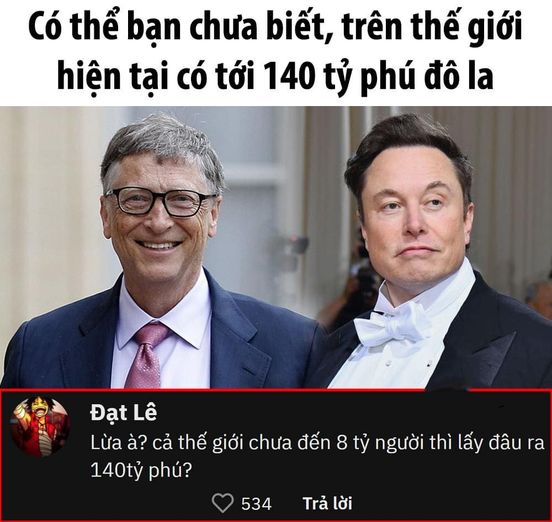 Có thể bạn chưa biết, trên thế giới
hiện tại có tới 140 tỷ phú đô la
Đạt Lê
Lừa à? cả thế giới chưa đến 8 tỷ người thì lấy đâu ra
140tỷ phú?
534 Trả lời